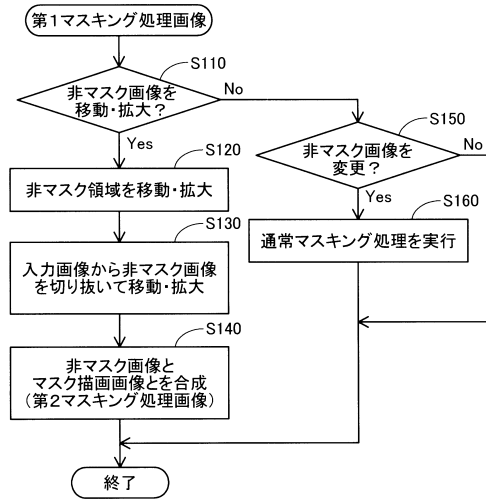 第1マスキング処理画像
S110
非マスク画像を
移動・拡大？
No
Yes
S120
非マスク領域を移動・拡大
S130
入力画像から非マスク画像
を切り抜いて移動・拡大
S140
非マスク画像と
マスク描画画像とを合成
（第2マスキング処理画像）
S150
非マスク画像を
変更？
No
Yes
S160
通常マスキング処理を実行
終了